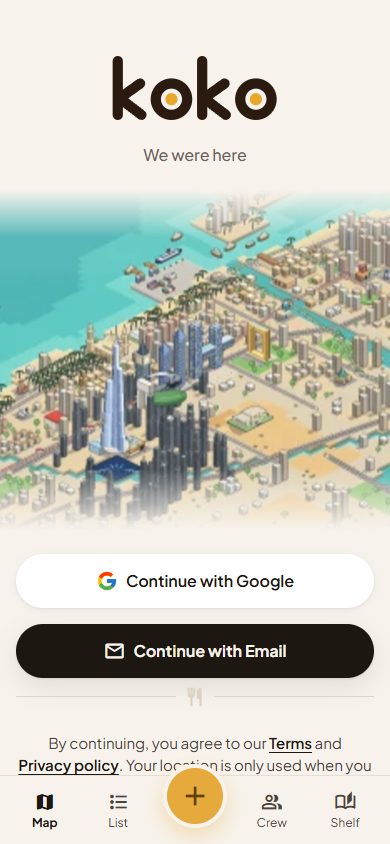 koko
We were here
Continue with Google
Continue with Email
By continuing, you agree to our Terms and
Privacy policy. Your location is only used when you
Map
List
Crew
Shelf